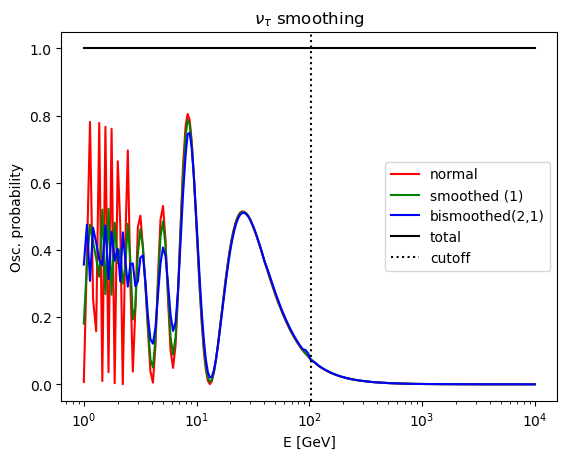 ν_τ smoothing
1.0
0.8
0.6
0.4
0.2
0.0
Osc. probability
normal
smoothed (1)
bismoothed(2,1)
total
cutoff
10⁰ 10¹ 10² 10³ 10⁴
E [GeV]